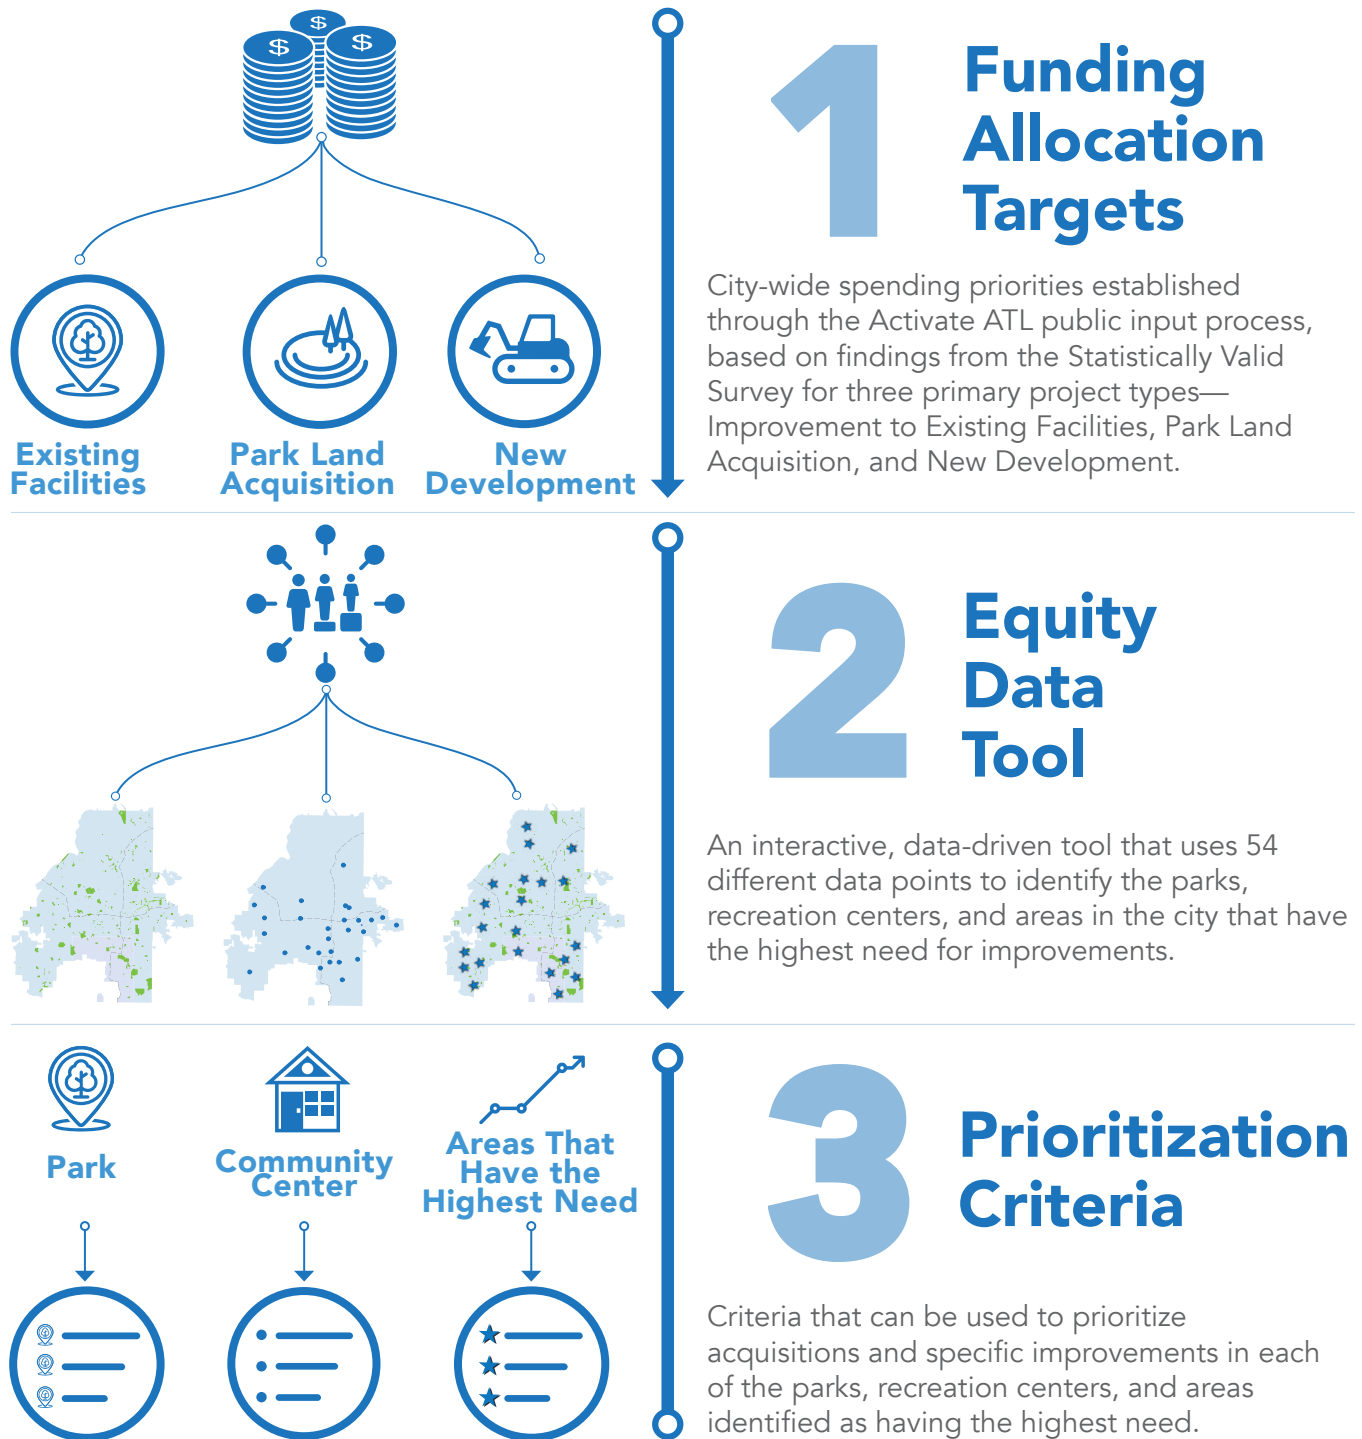 $
$
$
1
Funding
Allocation
Targets
City-wide spending priorities established
through the Activate ATL public input process,
based on findings from the Statistically Valid
Survey for three primary project types—
Improvement to Existing Facilities, Park Land
Acquisition, and New Development.
Existing
Facilities
Park Land
Acquisition
New
Development
2
Equity
Data
Tool
An interactive, data-driven tool that uses 54
different data points to identify the parks,
recreation centers, and areas in the city that have
the highest need for improvements.
3
Prioritization
Criteria
Park
Community
Center
Areas That
Have the
Highest Need
Criteria that can be used to prioritize
acquisitions and specific improvements in each
of the parks, recreation centers, and areas
identified as having the highest need.